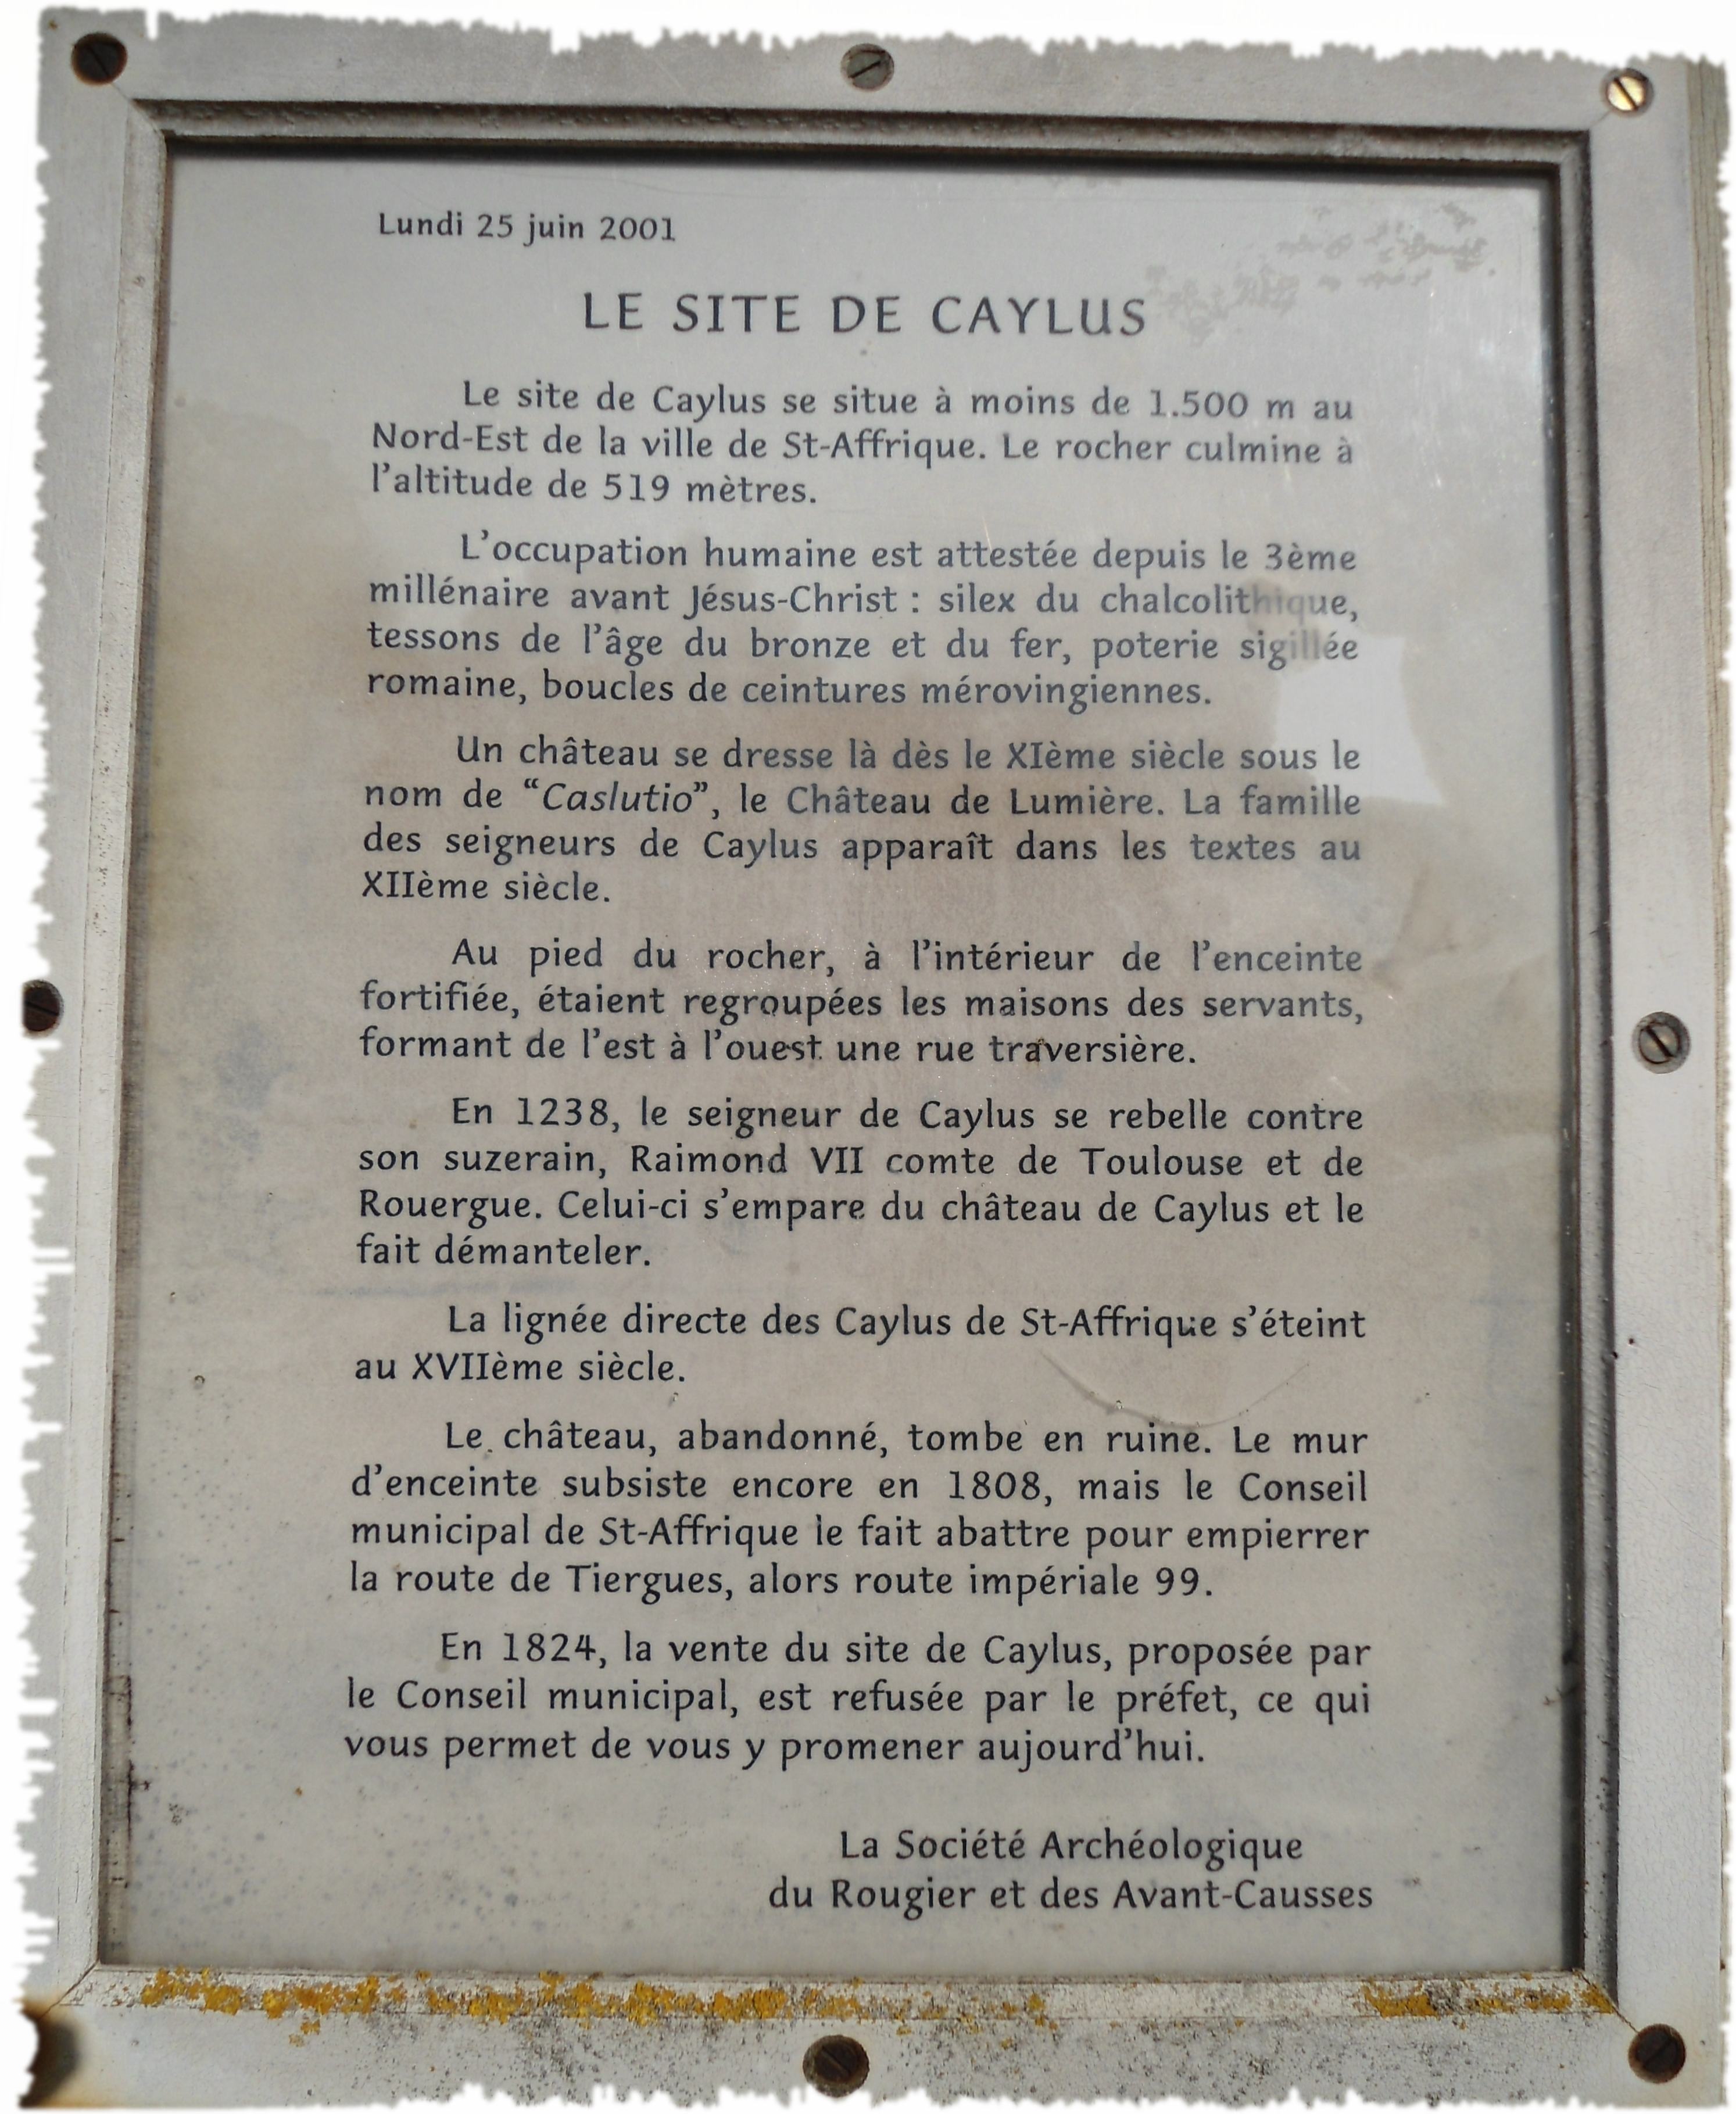 Lundi 25 juin 2001
LE SITE DE CAYLUS
Le site de Caylus se situe à moins de 1.500 m au
Nord-Est de la ville de St-Affrique. Le rocher culmine à
l'altitude de 519 mètres.
L'occupation humaine est attestée depuis le 3ème
millénaire avant Jésus-Christ : silex du chalcolithique,
tessons de l'âge du bronze et du fer, poterie sigillée
romaine, boucles de ceintures mérovingiennes.
Un château se dresse là dès le XIème siècle sous le
nom de “Caslutio”, le Château de Lumière. La famille
des seigneurs de Caylus apparaît dans les textes au
XIIème siècle.
Au pied du rocher, à l'intérieur de l'enceinte
fortifiée, étaient regroupées les maisons des servants,
formant de l'est à l'ouest une rue traversière.
En 1238, le seigneur de Caylus se rebelle contre
son suzerain, Raimond VII comte de Toulouse et de
Rouergue. Celui-ci s'empare du château de Caylus et le
fait démanteler.
La lignée directe des Caylus de St-Affrique s'éteint
au XVIIème siècle.
Le château, abandonné, tombe en ruine. Le mur
d'enceinte subsiste encore en 1808, mais le Conseil
municipal de St-Affrique le fait abattre pour empierrer
la route de Tiergues, alors route impériale 99.
En 1824, la vente du site de Caylus, proposée par
le Conseil municipal, est refusée par le préfet, ce qui
vous permet de vous y promener aujourd'hui.
La Société Archéologique
du Rougier et des Avant-Causses